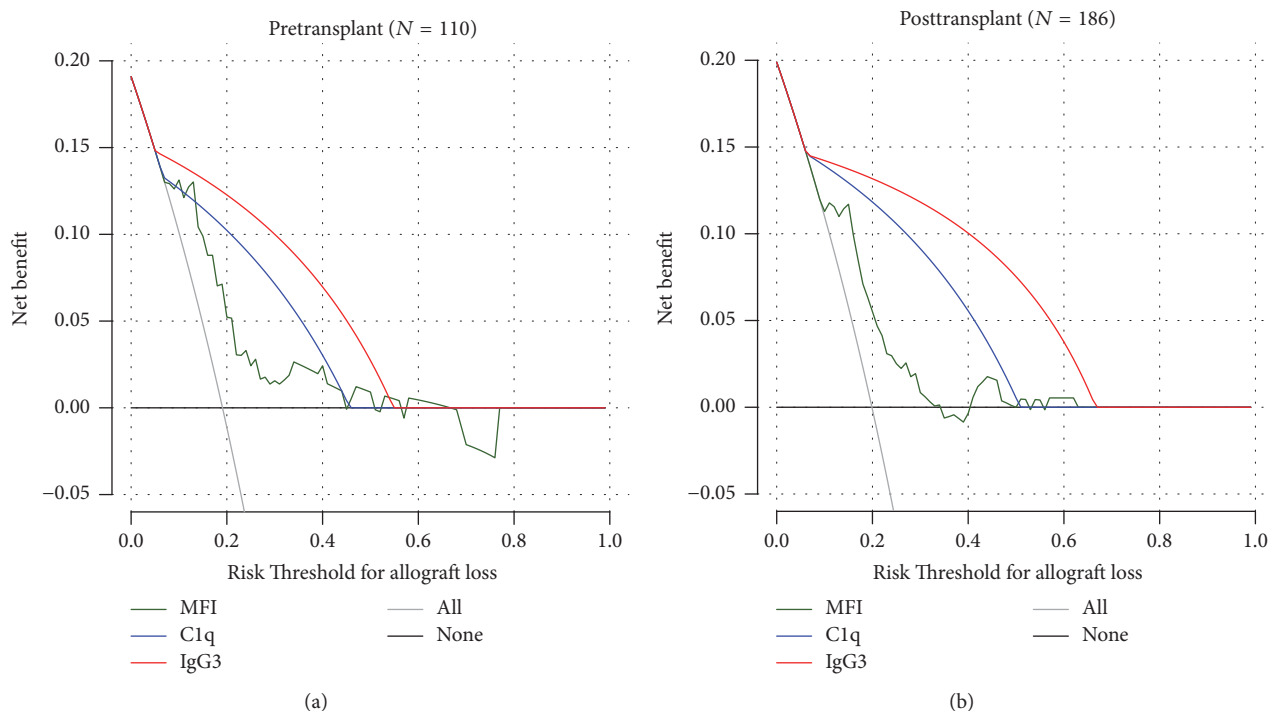 Pretransplant (N = 110)
Net benefit
0.20
0.15
0.10
0.05
0.00
−0.05
0.0 0.2 0.4 0.6 0.8 1.0
Risk Threshold for allograft loss
MFI
C1q
IgG3
All
None
(a)
Posttransplant (N = 186)
Net benefit
0.20
0.15
0.10
0.05
0.00
−0.05
0.0 0.2 0.4 0.6 0.8 1.0
Risk Threshold for allograft loss
MFI
C1q
IgG3
All
None
(b)